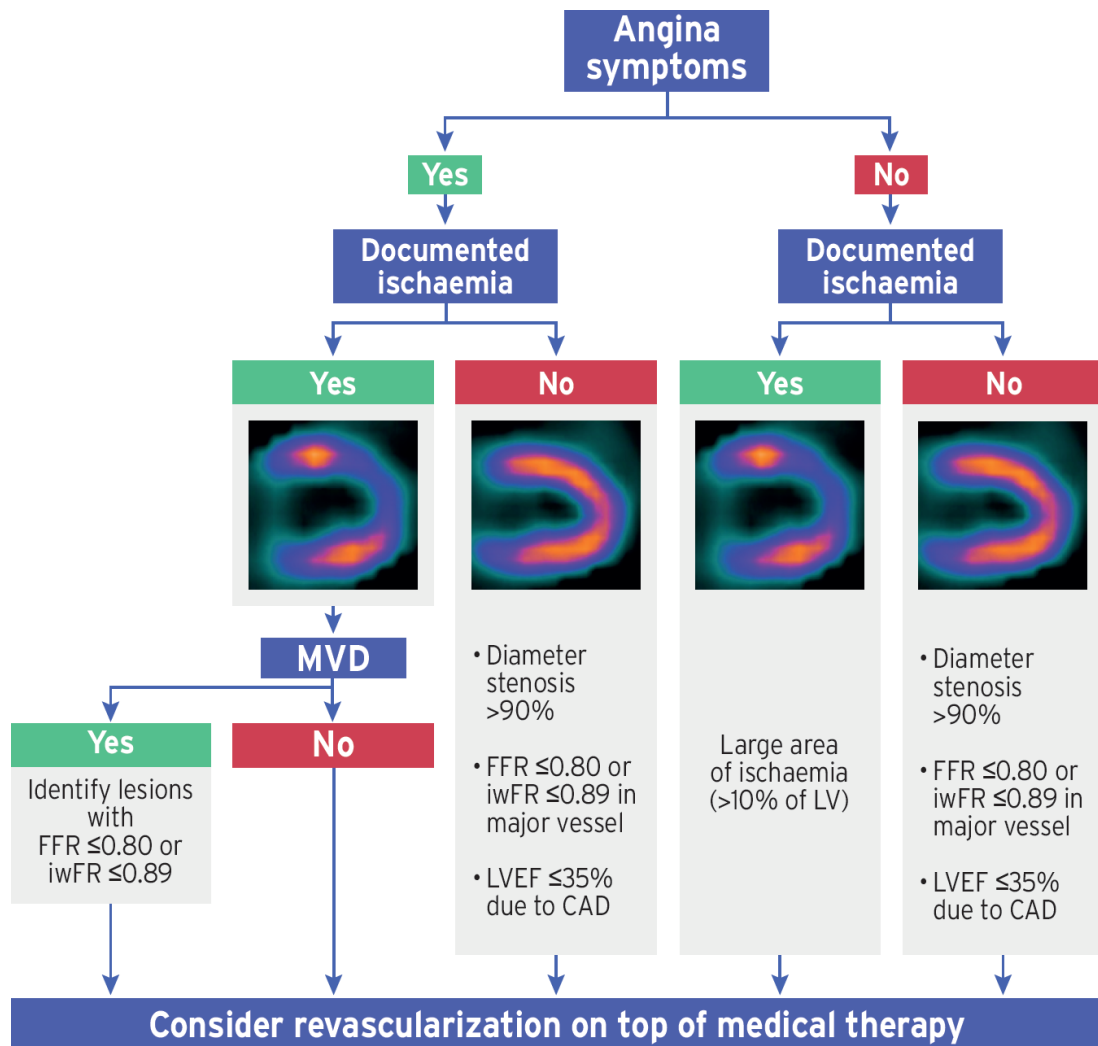 Angina
symptoms
Yes
No
Documented
ischaemia
Documented
ischaemia
Yes
No
Yes
No
MVD
Yes
No
Identify lesions
with
FFR ≤0.80 or
iwFR ≤0.89
• Diameter
stenosis
>90%
• FFR ≤0.80 or
iwFR ≤0.89 in
major vessel
• LVEF ≤35%
due to CAD
Large area
of ischaemia
(>10% of LV)
• Diameter
stenosis
>90%
• FFR ≤0.80 or
iwFR ≤0.89 in
major vessel
• LVEF ≤35%
due to CAD
Consider revascularization on top of medical therapy